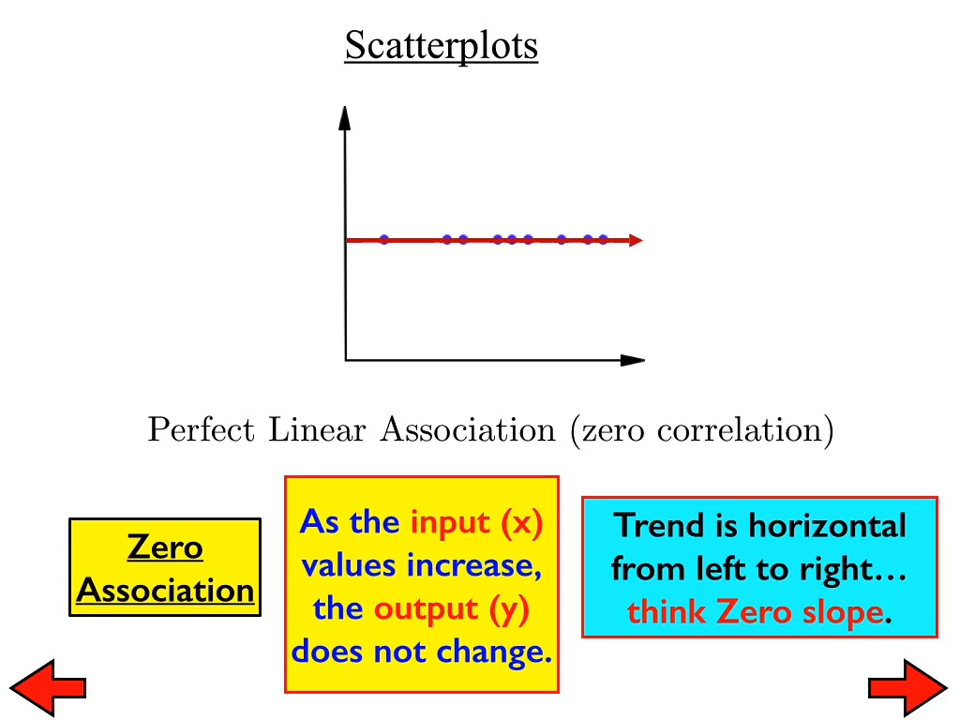 Scatterplots
Perfect Linear Association (zero correlation)
Zero
Association
As the input (x)
values increase,
the output (y)
does not change.
Trend is horizontal
from left to right…
think Zero slope.